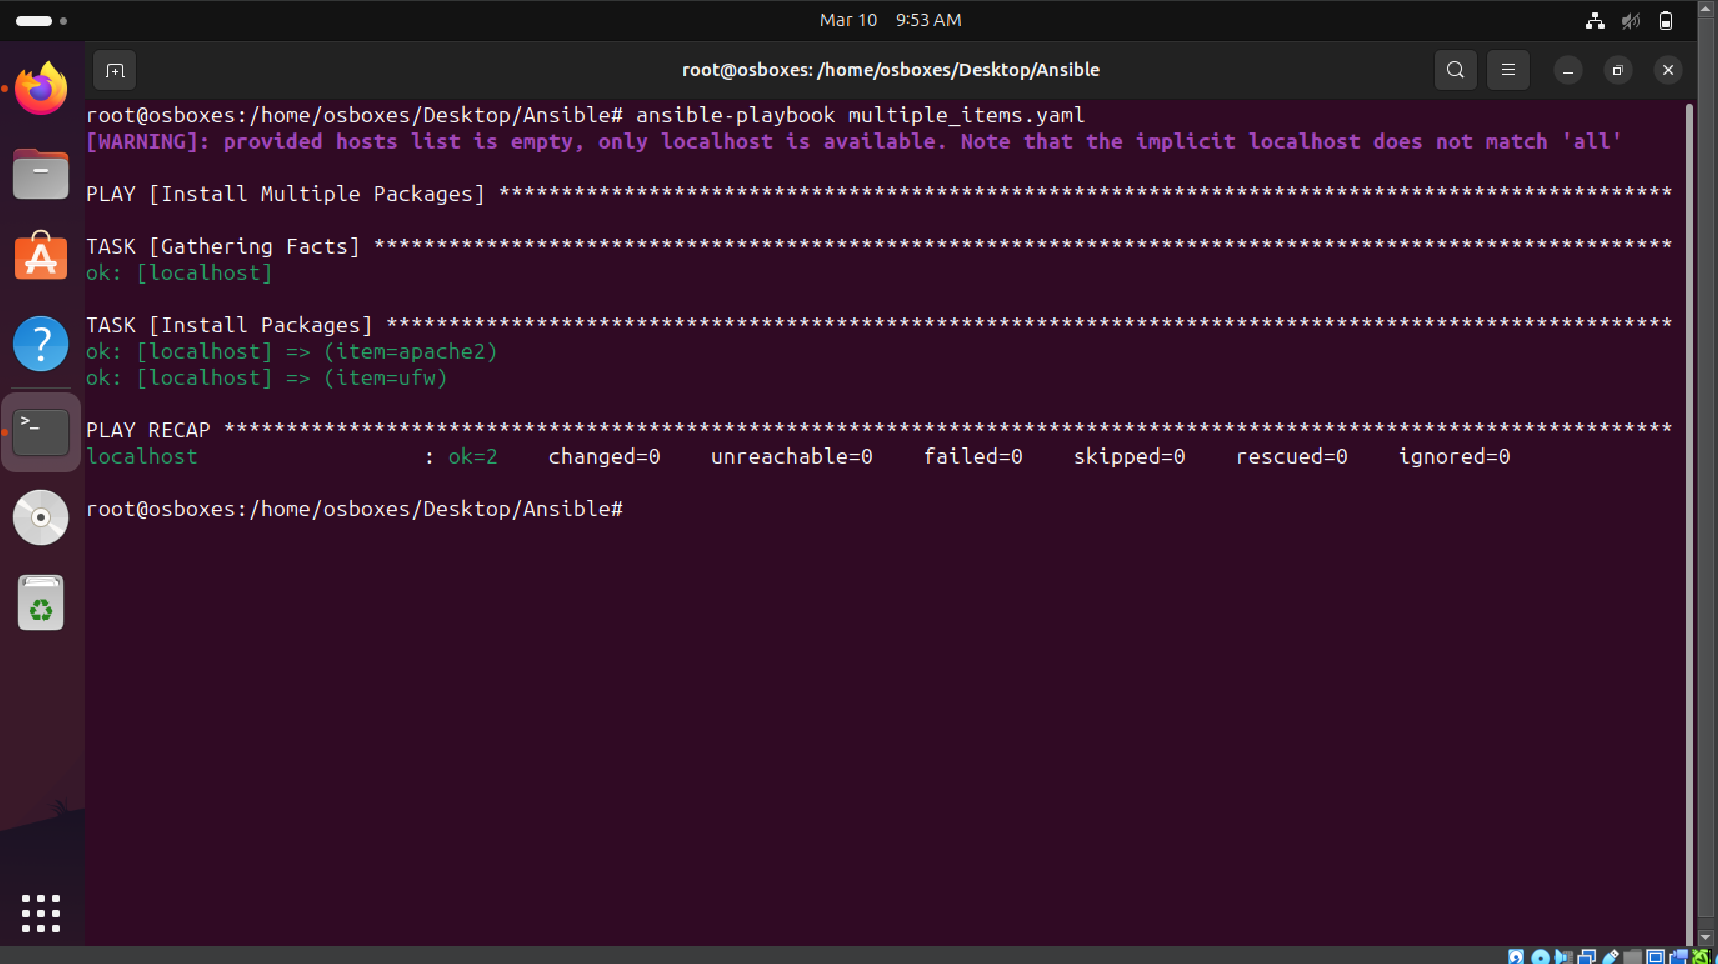 Mar 10 9:53 AM
root@osboxes: /home/osboxes/Desktop/Ansible
root@osboxes:/home/osboxes/Desktop/Ansible# ansible-playbook multiple_items.yaml
[WARNING]: provided hosts list is empty, only localhost is available. Note that the implicit localhost does not match 'all'
PLAY [Install Multiple Packages] **********************************************************************************************
TASK [Gathering Facts] ********************************************************************************************************
ok: [localhost]
TASK [Install Packages] *******************************************************************************************************
ok: [localhost] => (item=apache2)
ok: [localhost] => (item=ufw)
PLAY RECAP ********************************************************************************************************************
localhost                  : ok=2    changed=0    unreachable=0    failed=0    skipped=0    rescued=0    ignored=0
root@osboxes:/home/osboxes/Desktop/Ansible#